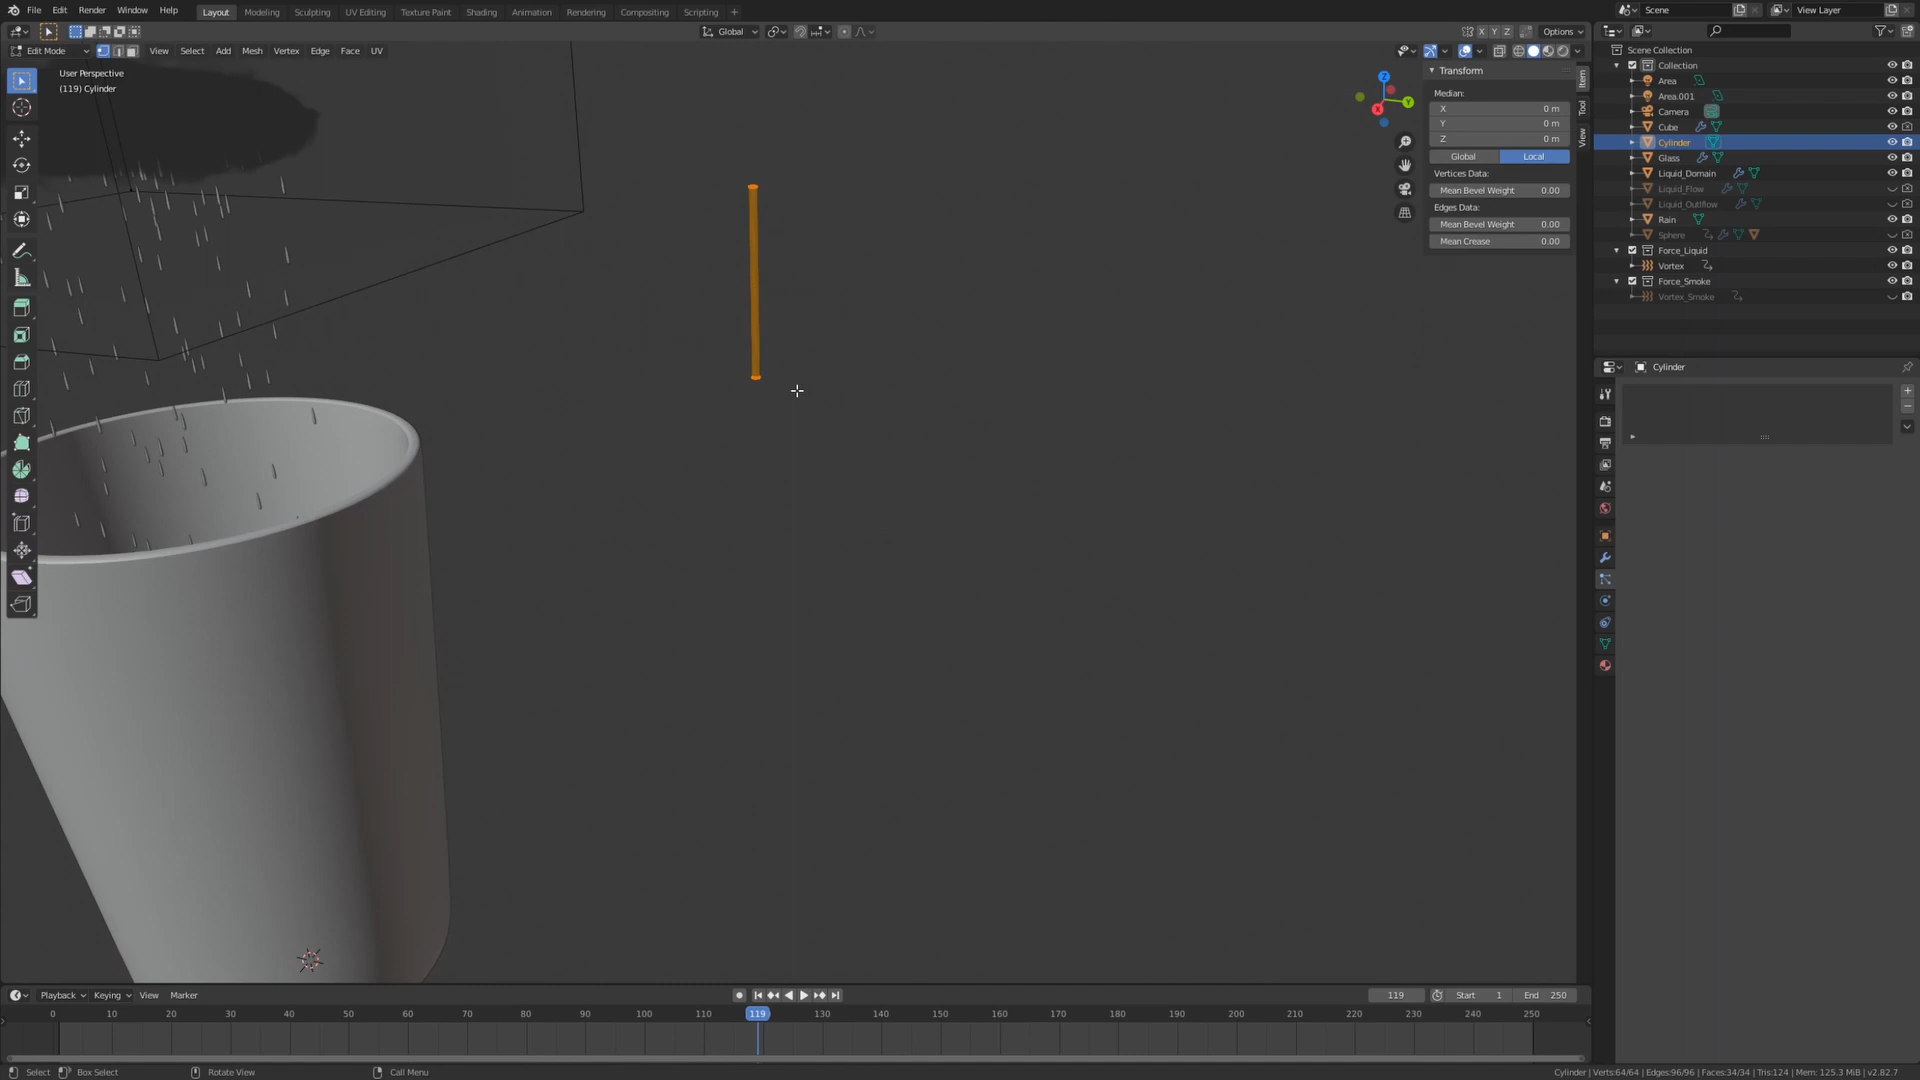 File Edit Render Window Help Layout Modeling Sculpting UV Editing Texture Paint Shading Animation Rendering Compositing Scripting + Scene View Layer
Global X Y Z Options
Edit Mode View Select Add Mesh Vertex Edge Face UV
User Perspective
(119) Cylinder
Z
Y
X
Transform
Median:
X 0 m
Y 0 m
Z 0 m
Global Local
Vertices Data:
Mean Bevel Weight 0.00
Edges Data:
Mean Bevel Weight 0.00
Mean Crease 0.00
Item
Tool
View
Scene Collection
Collection
Area
Area.001
Camera
Cube
Cylinder
Glass
Liquid_Domain
Liquid_Flow
Liquid_Outlflow
Rain
Sphere
Force_Liquid
Vortex
Force_Smoke
Vortex_Smoke
Cylinder
Playback Keying View Marker 119 Start 1 End 250
0 10 20 30 40 50 60 70 80 90 100 110 119 130 140 150 160 170 180 190 200 210 220 230 240 250
Select Box Select Rotate View Call Menu Cylinder | Verts:64/64 | Edges:96/96 | Faces:34/34 | Tris:124 | Mem: 125.3 MiB | v2.82.7